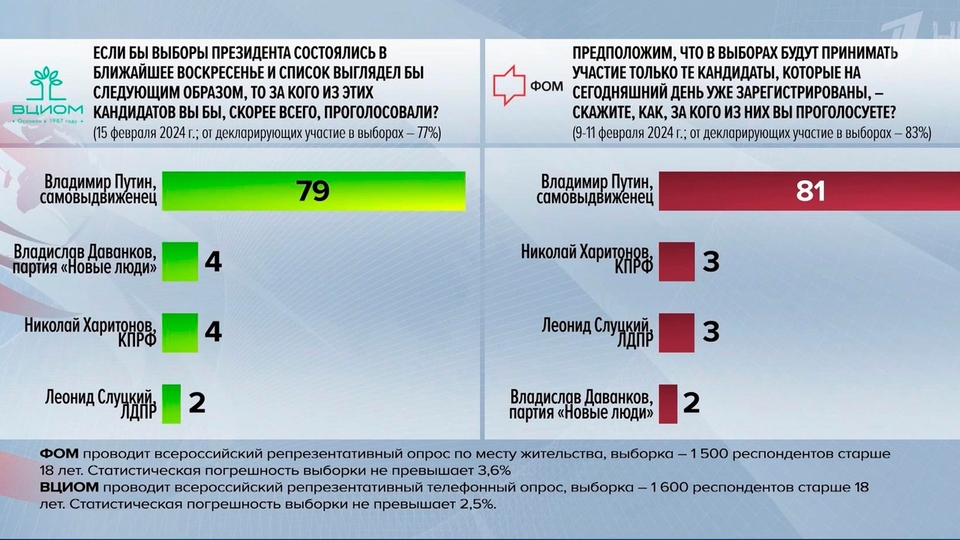 ЕСЛИ БЫ ВЫБОРЫ ПРЕЗИДЕНТА СОСТОЯЛИСЬ В
БЛИЖАЙШЕЕ ВОСКРЕСЕНЬЕ И СПИСОК ВЫГЛЯДЕЛ БЫ
СЛЕДУЮЩИМ ОБРАЗОМ, ТО ЗА КОГО ИЗ ЭТИХ
КАНДИДАТОВ ВЫ БЫ, СКОРЕЕ ВСЕГО, ПРОГОЛОСОВАЛИ?
(15 февраля 2024 г.; от декларирующих участие в выборах – 77%)
ВЦИОМ
Основан в 1987 году
Владимир Путин,
самовыдвиженец
79
Владислав Даванков,
партия «Новые люди»
4
Николай Харитонов,
КПРФ
4
Леонид Слуцкий,
ЛДПР
2
ФОМ
ПРЕДПОЛОЖИМ, ЧТО В ВЫБОРАХ БУДУТ ПРИНИМАТЬ
УЧАСТИЕ ТОЛЬКО ТЕ КАНДИДАТЫ, КОТОРЫЕ НА
СЕГОДНЯШНИЙ ДЕНЬ УЖЕ ЗАРЕГИСТРИРОВАНЫ, –
СКАЖИТЕ, КАК, ЗА КОГО ИЗ НИХ ВЫ ПРОГОЛОСУЕТЕ?
(9-11 февраля 2024 г.; от декларирующих участие в выборах – 83%)
Владимир Путин,
самовыдвиженец
81
Николай Харитонов,
КПРФ
3
Леонид Слуцкий,
ЛДПР
3
Владислав Даванков,
партия «Новые люди»
2
ФОМ проводит всероссийский репрезентативный опрос по месту жительства, выборка – 1 500 респондентов старше
18 лет. Статистическая погрешность выборки не превышает 3,6%
ВЦИОМ проводит всероссийский репрезентативный телефонный опрос, выборка – 1 600 респондентов старше 18
лет. Статистическая погрешность выборки не превышает 2,5%.